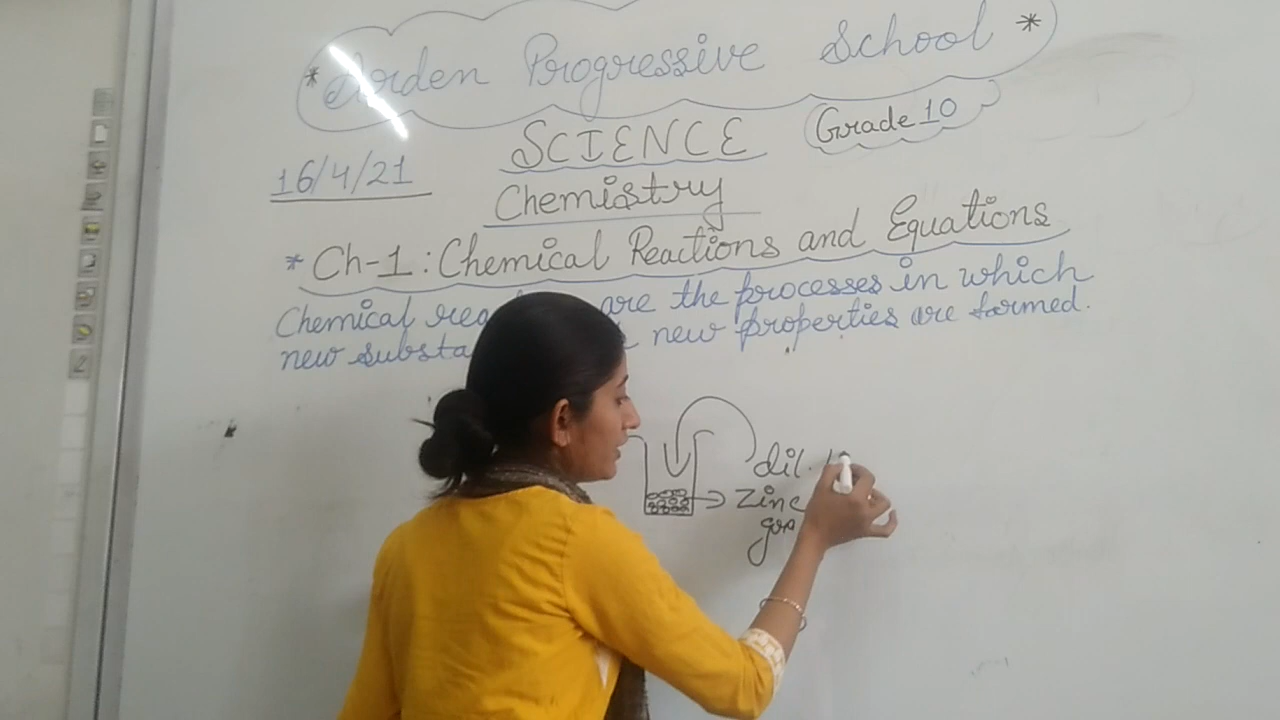 * Arden Progressive School *
SCIENCE
Grade 10
16/4/21
Chemistry
* Ch-1 : Chemical Reactions and Equations
Chemical are the processes in which
new new properties are formed.
dil.
Zinc